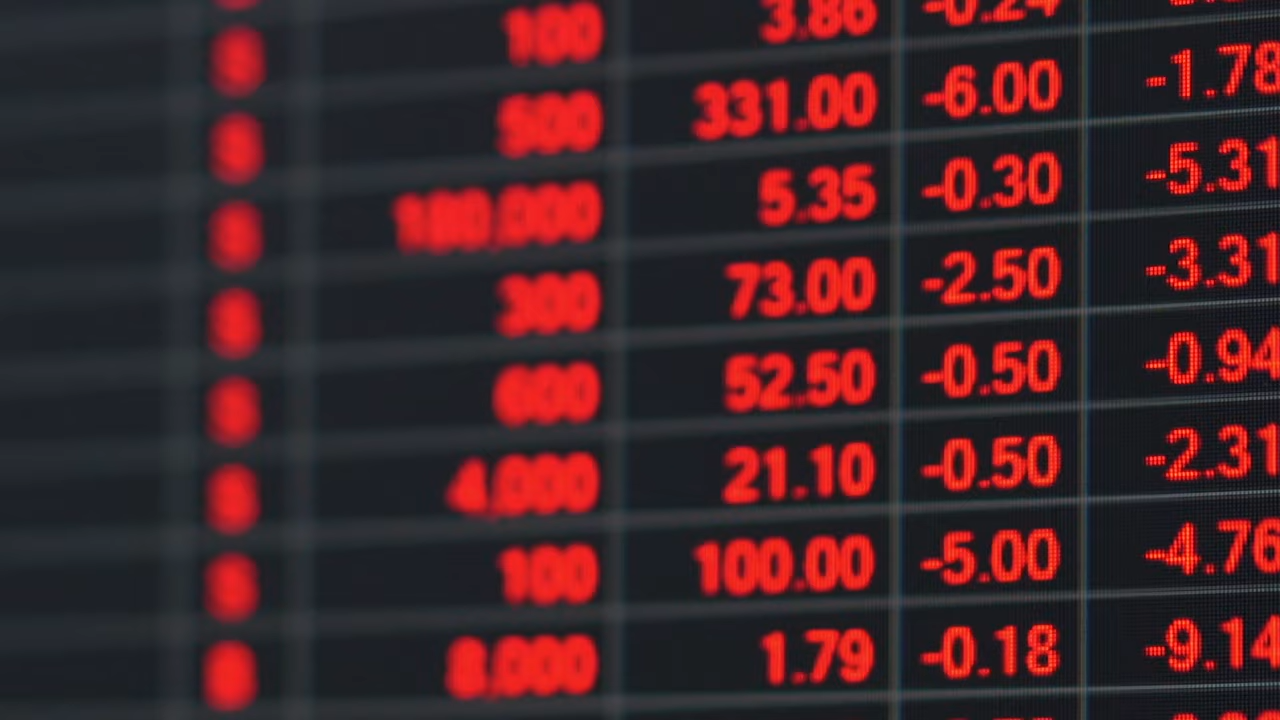 100 3.86 -0.24
S 500 331.00 -6.00 -1.78
S 5.35 -0.30 -5.31
S 300 73.00 -2.50 -3.31
S 600 52.50 -0.50 -0.94
S 4,000 21.10 -0.50 -2.31
S 100 100.00 -5.00 -4.76
S 8,000 1.79 -0.18 -9.14